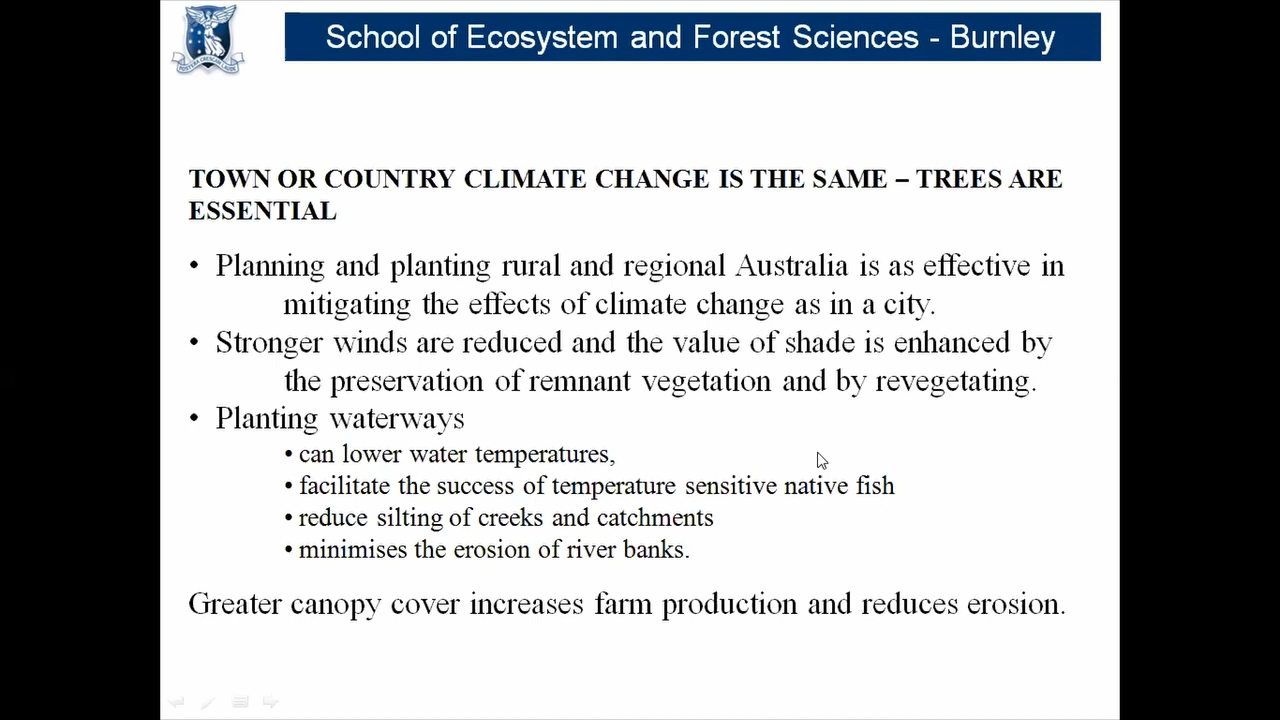 School of Ecosystem and Forest Sciences - Burnley
TOWN OR COUNTRY CLIMATE CHANGE IS THE SAME – TREES ARE
ESSENTIAL
• Planning and planting rural and regional Australia is as effective in
mitigating the effects of climate change as in a city.
• Stronger winds are reduced and the value of shade is enhanced by
the preservation of remnant vegetation and by revegetating.
• Planting waterways
• can lower water temperatures,
• facilitate the success of temperature sensitive native fish
• reduce silting of creeks and catchments
• minimises the erosion of river banks.
Greater canopy cover increases farm production and reduces erosion.